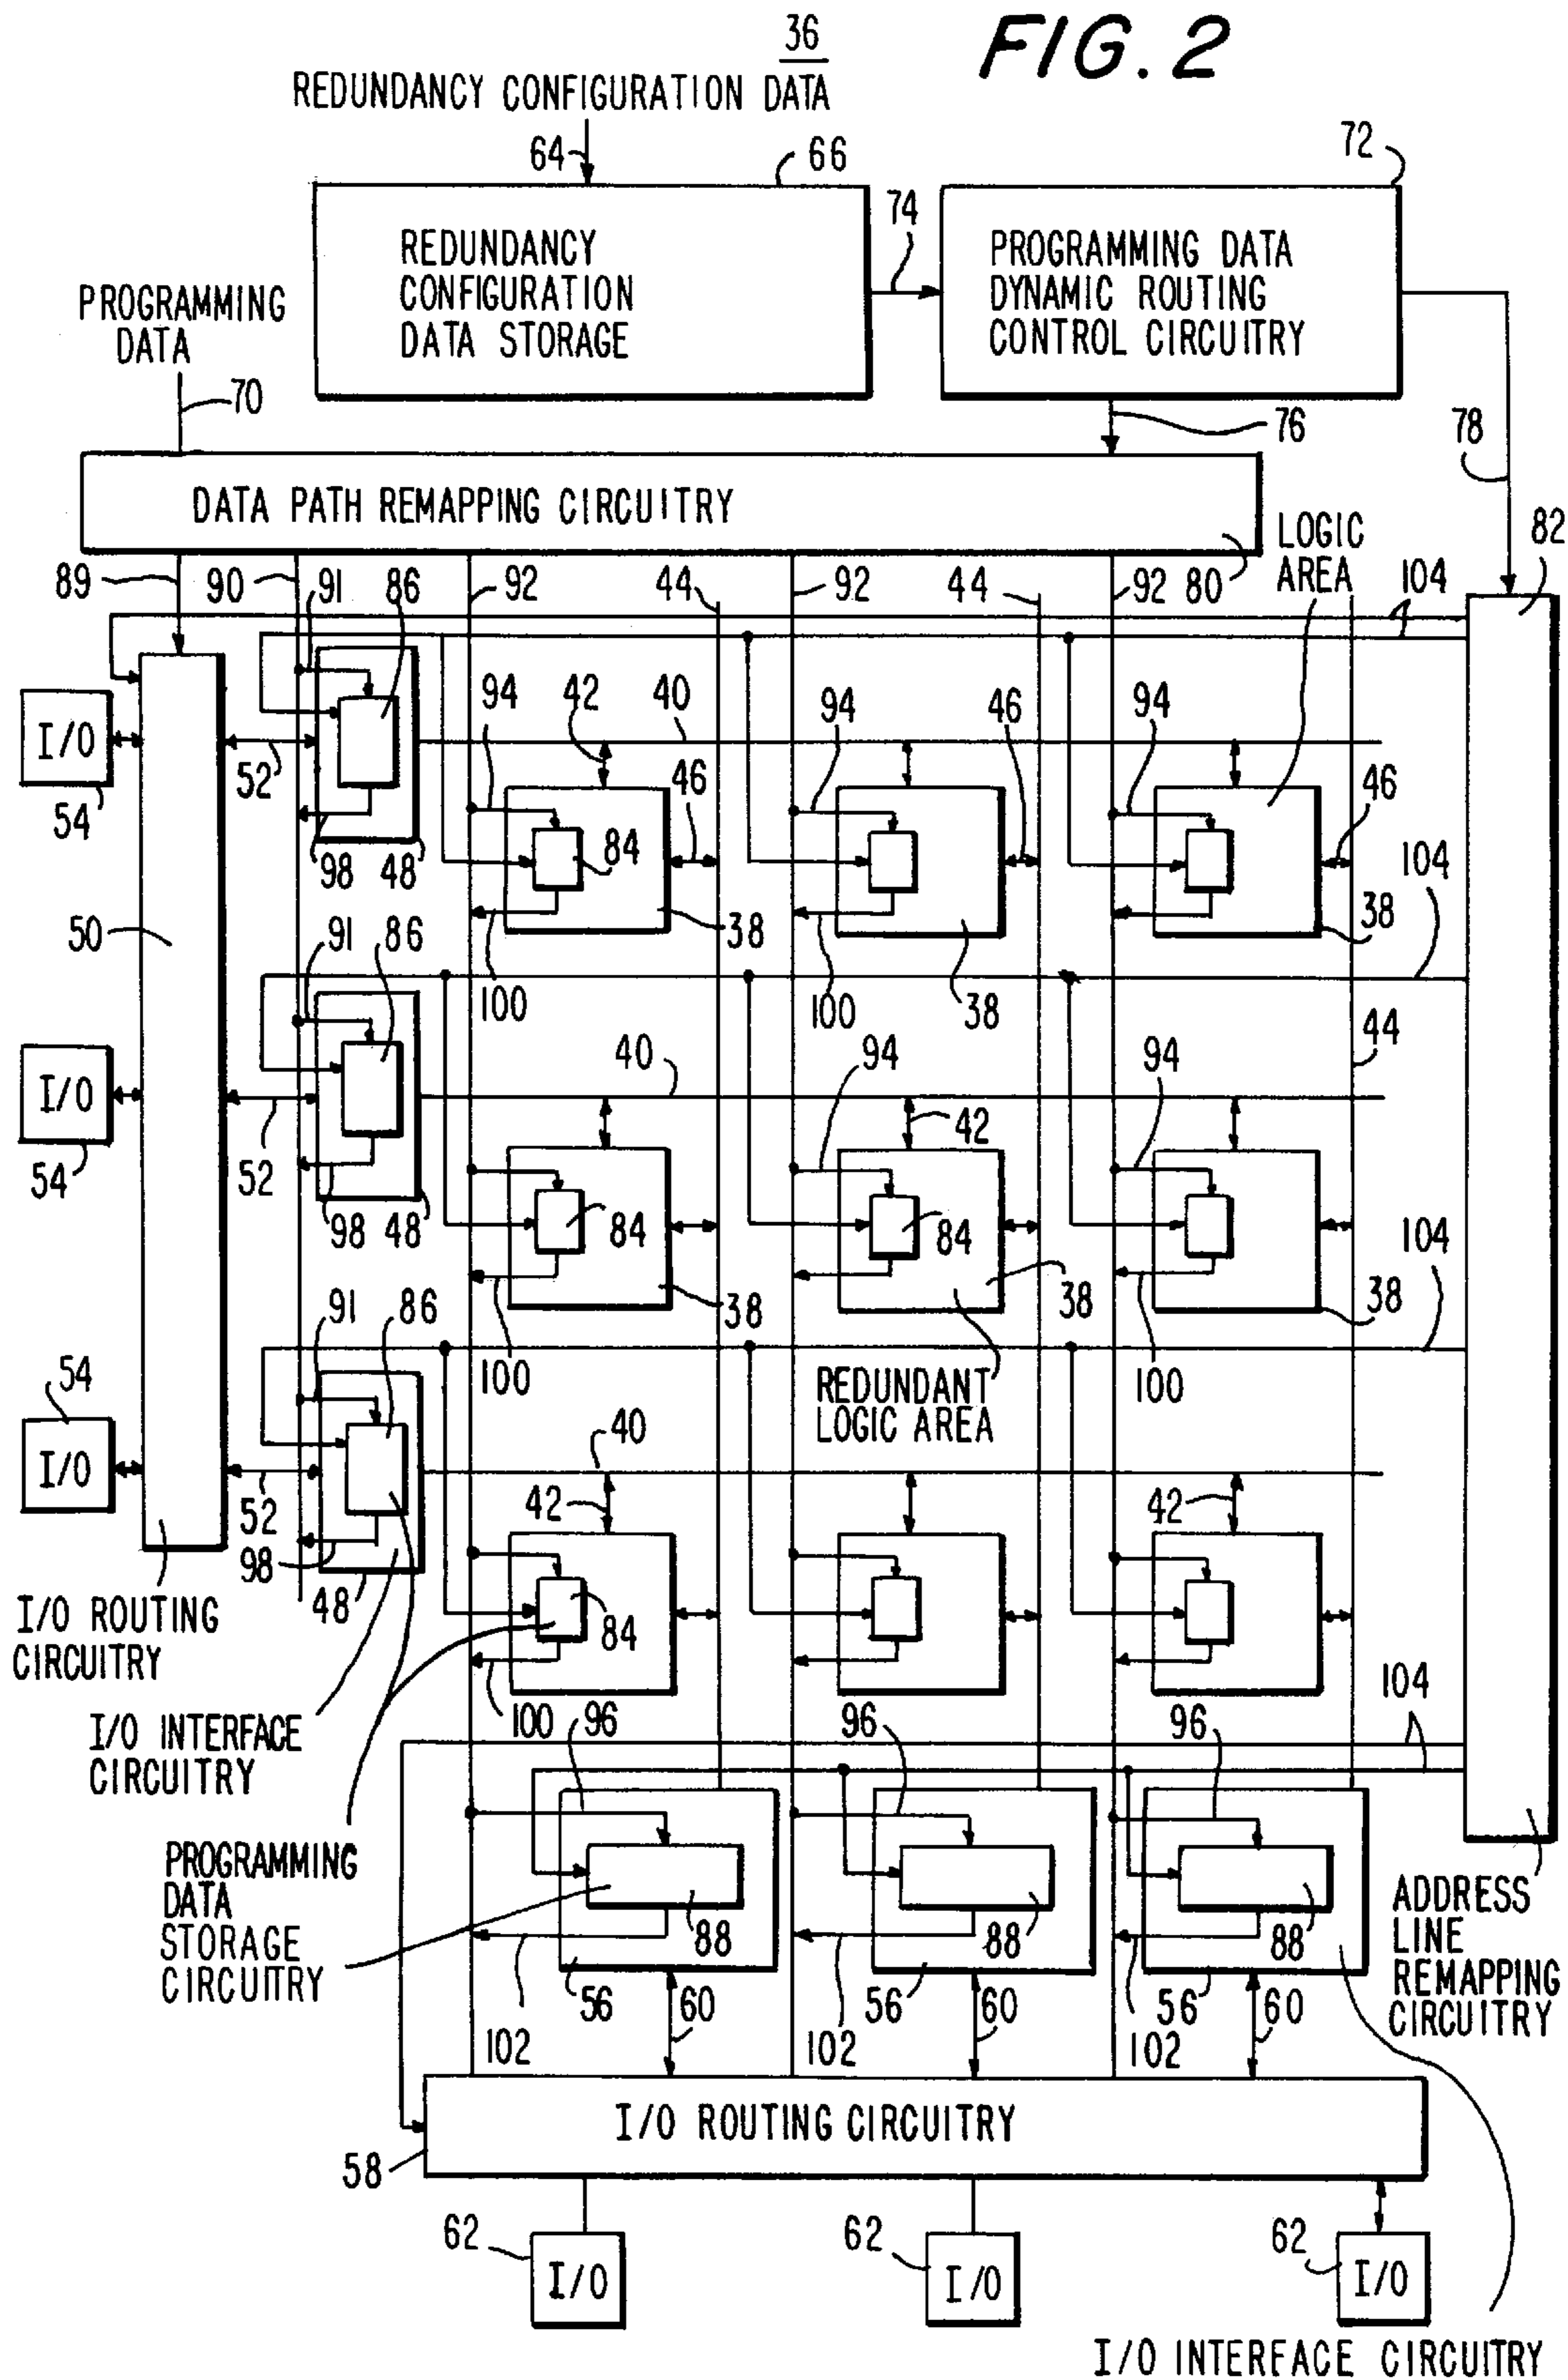 36
FIG. 2
REDUNDANCY CONFIGURATION DATA
64
66
72
REDUNDANCY
CONFIGURATION
DATA STORAGE
74
PROGRAMMING DATA
DYNAMIC ROUTING
CONTROL CIRCUITRY
PROGRAMMING
DATA
70
76
78
DATA PATH REMAPPING CIRCUITRY
LOGIC
AREA
82
89
90
91
86
92
44
92
44
92
80
104
I/O
54
52
94
42
40
94
46
94
46
46
84
98
48
38
38
38
104
50
91
86
100
100
44
I/O
54
52
40
94
94
42
84
84
98
48
38
38
38
104
91
86
100
100
54
REDUNDANT
LOGIC AREA
I/O
52
40
42
42
84
98
48
I/O ROUTING
CIRCUITRY
100
96
96
96
104
I/O INTERFACE
CIRCUITRY
PROGRAMMING
DATA
STORAGE
CIRCUITRY
88
88
88
ADDRESS
LINE
REMAPPING
CIRCUITRY
56
60
56
60
56
60
102
102
102
I/O ROUTING CIRCUITRY
58
62
62
62
I/O
I/O
I/O
I/O INTERFACE CIRCUITRY